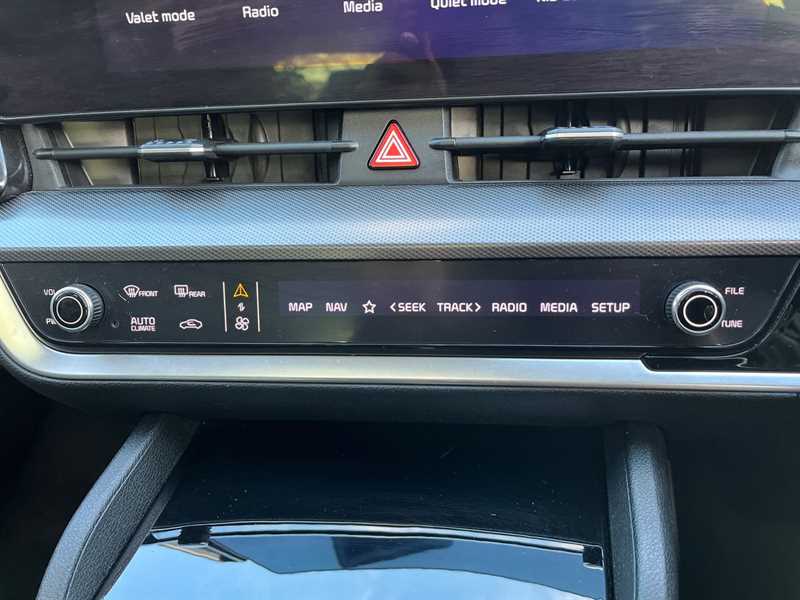 Valet mode
Radio
Media
Quiet mode
VOL
FRONT
REAR
AUTO
CLIMATE
MAP NAV <SEEK TRACK> RADIO MEDIA SETUP
FILE
TUNE